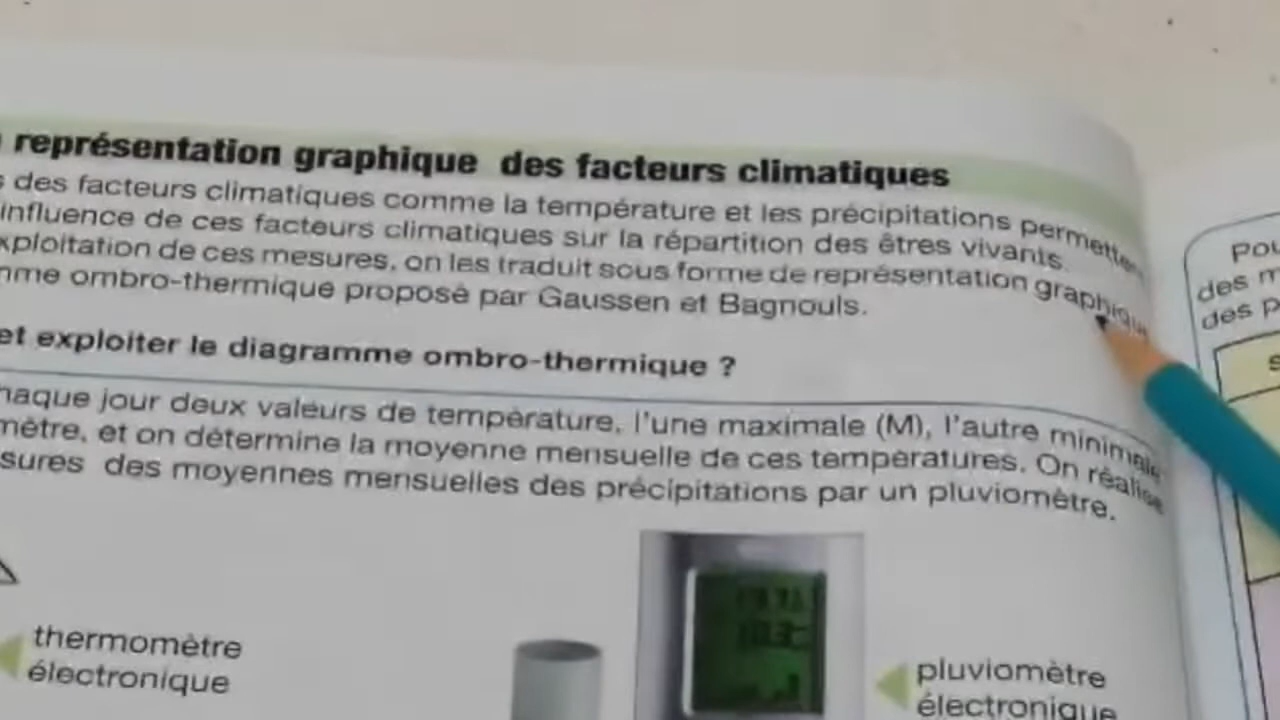 représentation graphique des facteurs climatiques
des facteurs climatiques comme la température et les précipitations permetten
influence de ces facteurs climatiques sur la répartition des êtres vivants.
xploitation de ces mesures, on les traduit sous forme de représentation graphique
mme ombro-thermique proposé par Gaussen et Bagnouls.
et exploiter le diagramme ombro-thermique ?
haque jour deux valeurs de température, l'une maximale (M), l'autre minimale
mètre, et on détermine la moyenne mensuelle de ces températures. On réalise
sures des moyennes mensuelles des précipitations par un pluviomètre.
thermomètre
électronique
pluviomètre
électronique
Pou
des m
des p